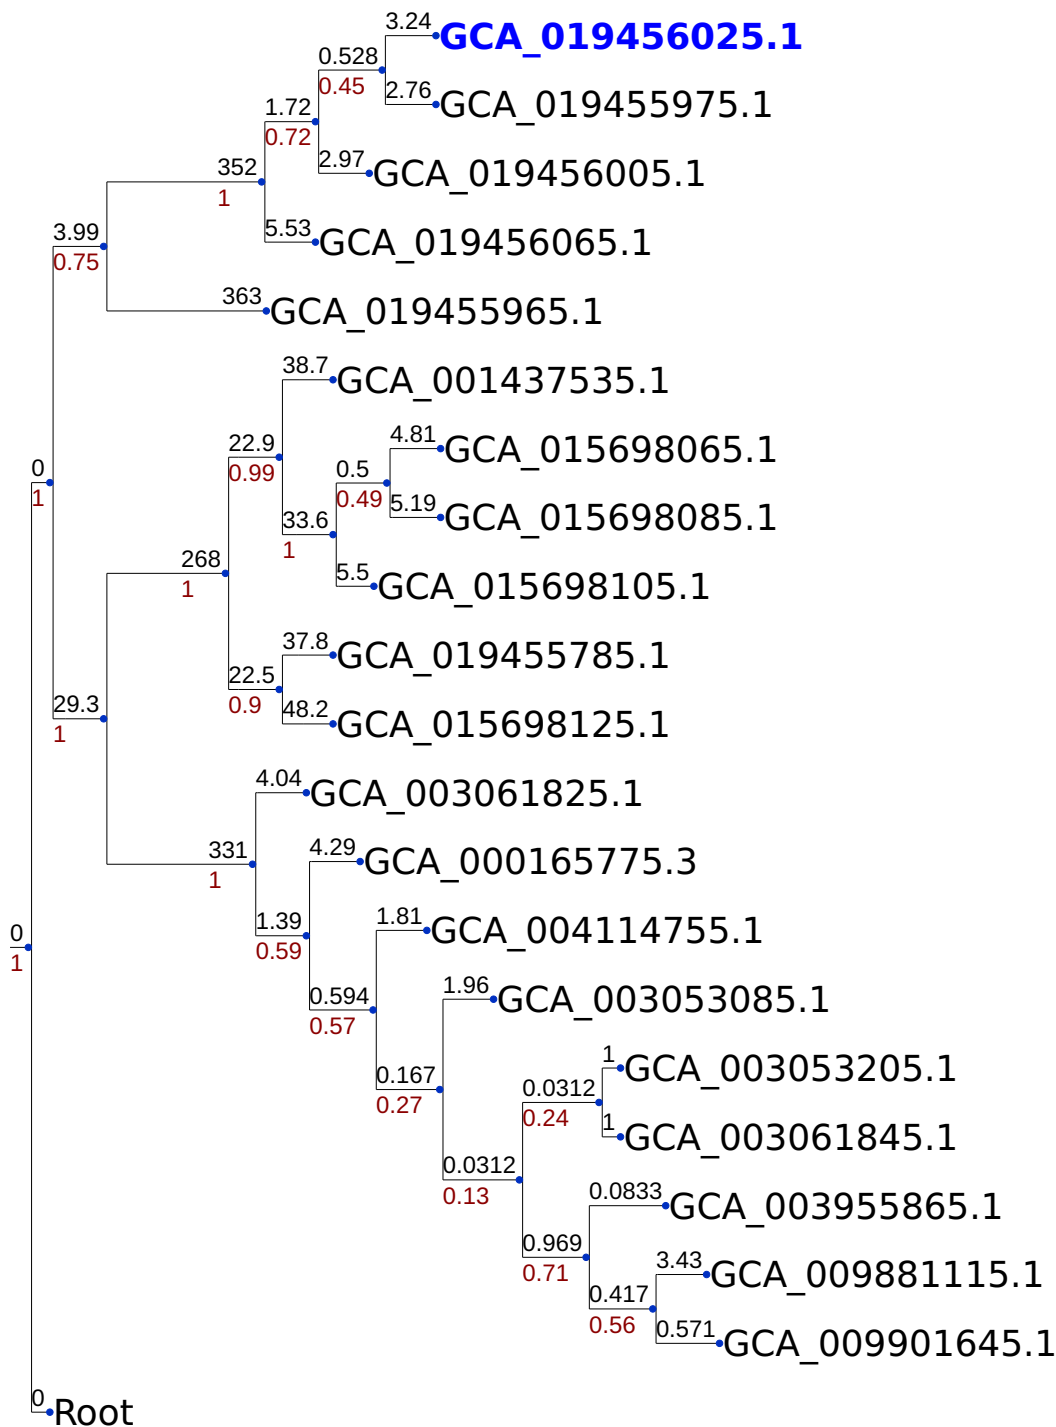 3.24
GCA_019456025.1
0.528
0.45
2.76
GCA_019455975.1
1.72
0.72
2.97
GCA_019456005.1
352
1
5.53
GCA_019456065.1
3.99
0.75
363
GCA_019455965.1
38.7
GCA_001437535.1
22.9
0.99
4.81
GCA_015698065.1
0.5
0.49
5.19
GCA_015698085.1
0
1
33.6
1
5.5
GCA_015698105.1
268
1
37.8
GCA_019455785.1
22.5
0.9
48.2
GCA_015698125.1
29.3
1
4.04
GCA_003061825.1
331
1
4.29
GCA_000165775.3
1.39
0.59
1.81
GCA_004114755.1
0
1
0.594
0.57
1.96
GCA_003053085.1
0.167
0.27
1
GCA_003053205.1
0.0312
0.24
1
GCA_003061845.1
0.0312
0.13
0.0833
GCA_003955865.1
0.969
0.71
3.43
GCA_009881115.1
0.417
0.56
0.571
GCA_009901645.1
0
Root